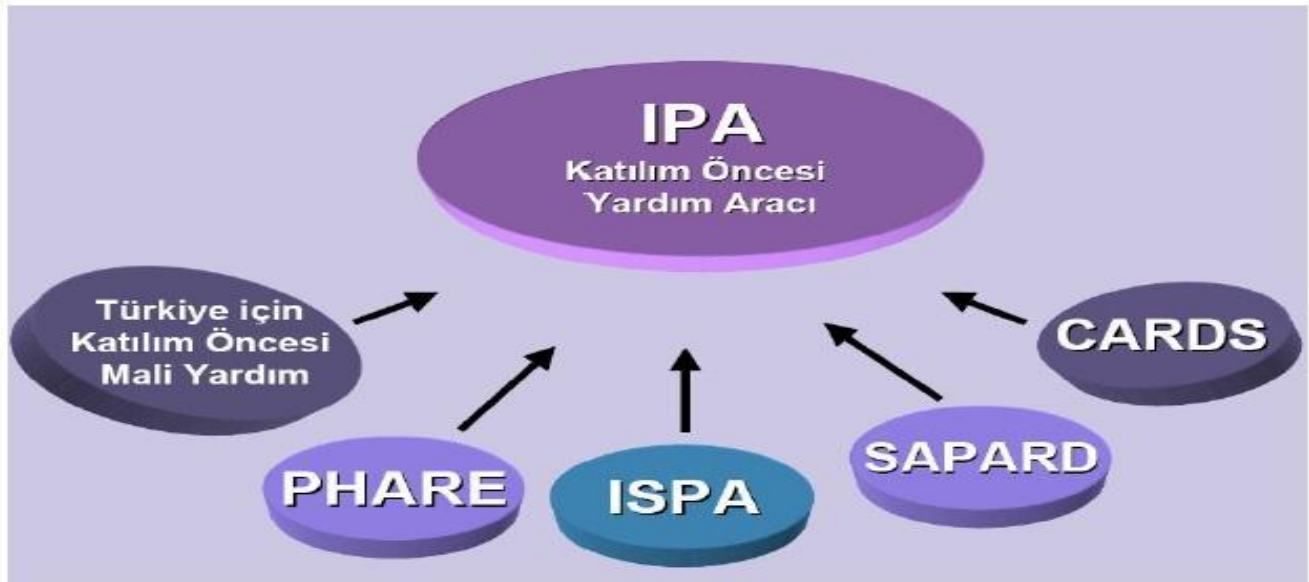 IPA
Katılım Öncesi
Yardım Aracı
Türkiye için
Katılım Öncesi
Mali Yardım
PHARE
ISPA
SAPARD
CARDS